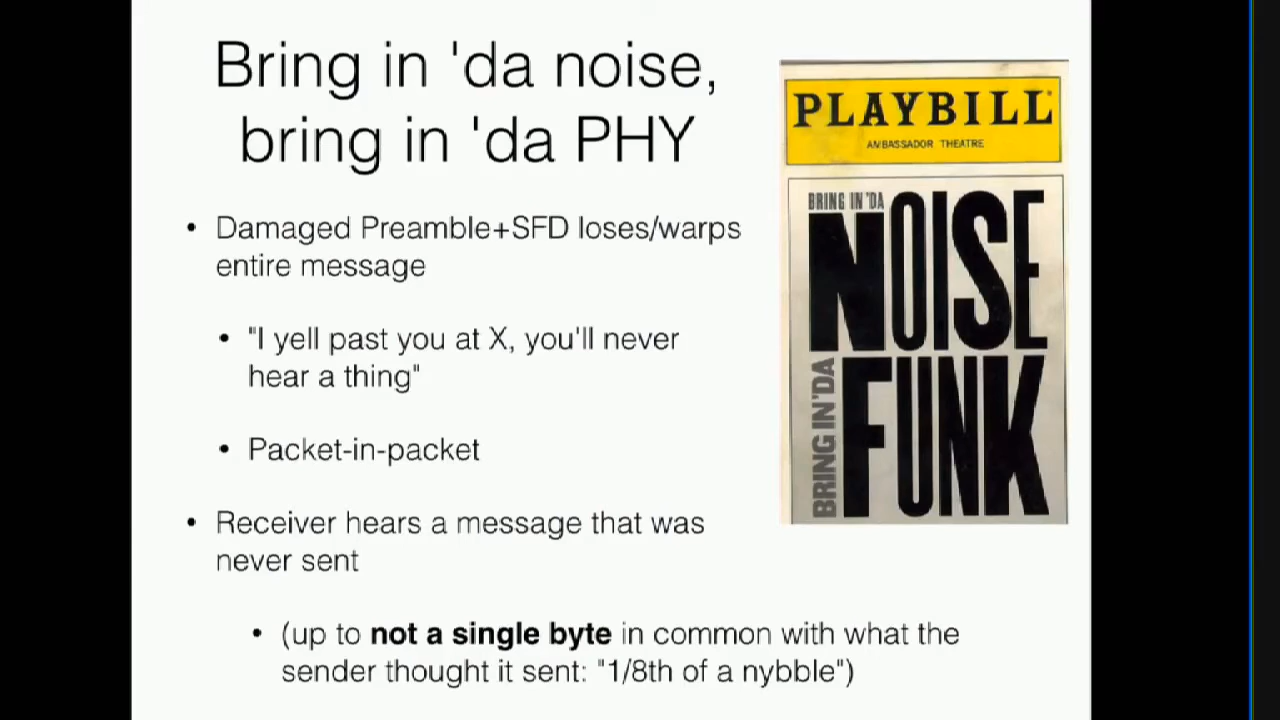 Bring in 'da noise,
bring in 'da PHY
• Damaged Preamble+SFD loses/warps
entire message
• "I yell past you at X, you'll never
hear a thing"
• Packet-in-packet
• Receiver hears a message that was
never sent
• (up to not a single byte in common with what the
sender thought it sent: "1/8th of a nybble")
PLAYBILL
AMBASSADOR THEATRE
BRING IN 'DA
NOISE
BRING IN 'DA
FUNK